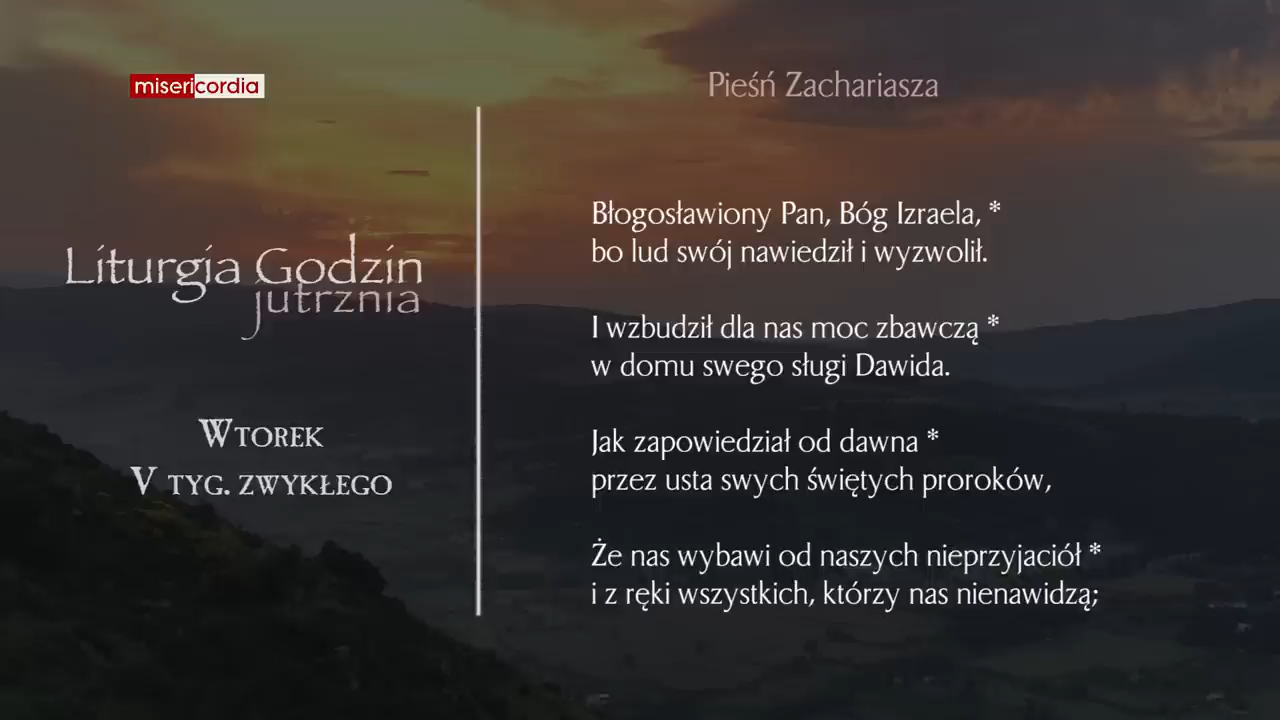 misericordia
Liturgia Godzin
jutrznia
Wtorek
V tyg. zwykłego
Pieśń Zachariasza
Błogosławiony Pan, Bóg Izraela, *
bo lud swój nawiedził i wyzwolił.
I wzbudził dla nas moc zbawczą *
w domu swego sługi Dawida.
Jak zapowiedział od dawna *
przez usta swych świętych proroków,
Że nas wybawi od naszych nieprzyjaciół *
i z ręki wszystkich, którzy nas nienawidzą;